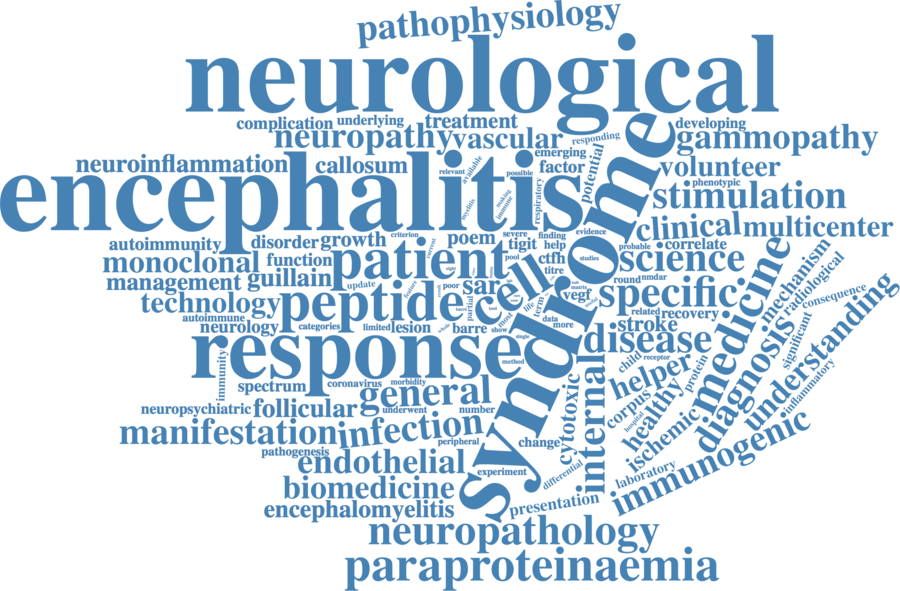 pathophysiology
neurological
complication
underlying
treatment
developing
neuropathy
vascular
responding
gammopathy
neuroinflammation
callosum
relevant
available
emerging
factor
potential
possible
volunteer
phenotypic
encephalitis
myelitis
making
immune
respiratory
syndrome
stimulation
evidence
clinical
multicenter
autoimmunity
disorder
growth
criterion
current
poem
severe
tigit
finding
help
probable
correlate
monoclonal
function
patient
pool
ctfh
titre
studies
science
mechanism
radiological
management
guillain
update
feature
poor
sar
cell
vegf
matrix
round
nmdar
specific
medicine
consequence
technology
peptide
partial
term
life
most
related
recovery
significant
understanding
autoimmune
neurology
categories
limited
lesion
whole
barre
show
data
more
single
stroke
disease
diagnosis
response
method
child
receptor
protein
inflammatory
immunity
spectrum
coronavirus
morbidity
general
helper
neuropsychiatric
follicular
underwent
number
cytotoxic
internal
corpus
healthy
hospital
manifestation
infection
peripheral
change
ischemic
immunogenic
pathogenesis
endothelial
experiment
differential
laboratory
biomedicine
encephalomyelitis
presentation
neuropathology
paraproteinaemia